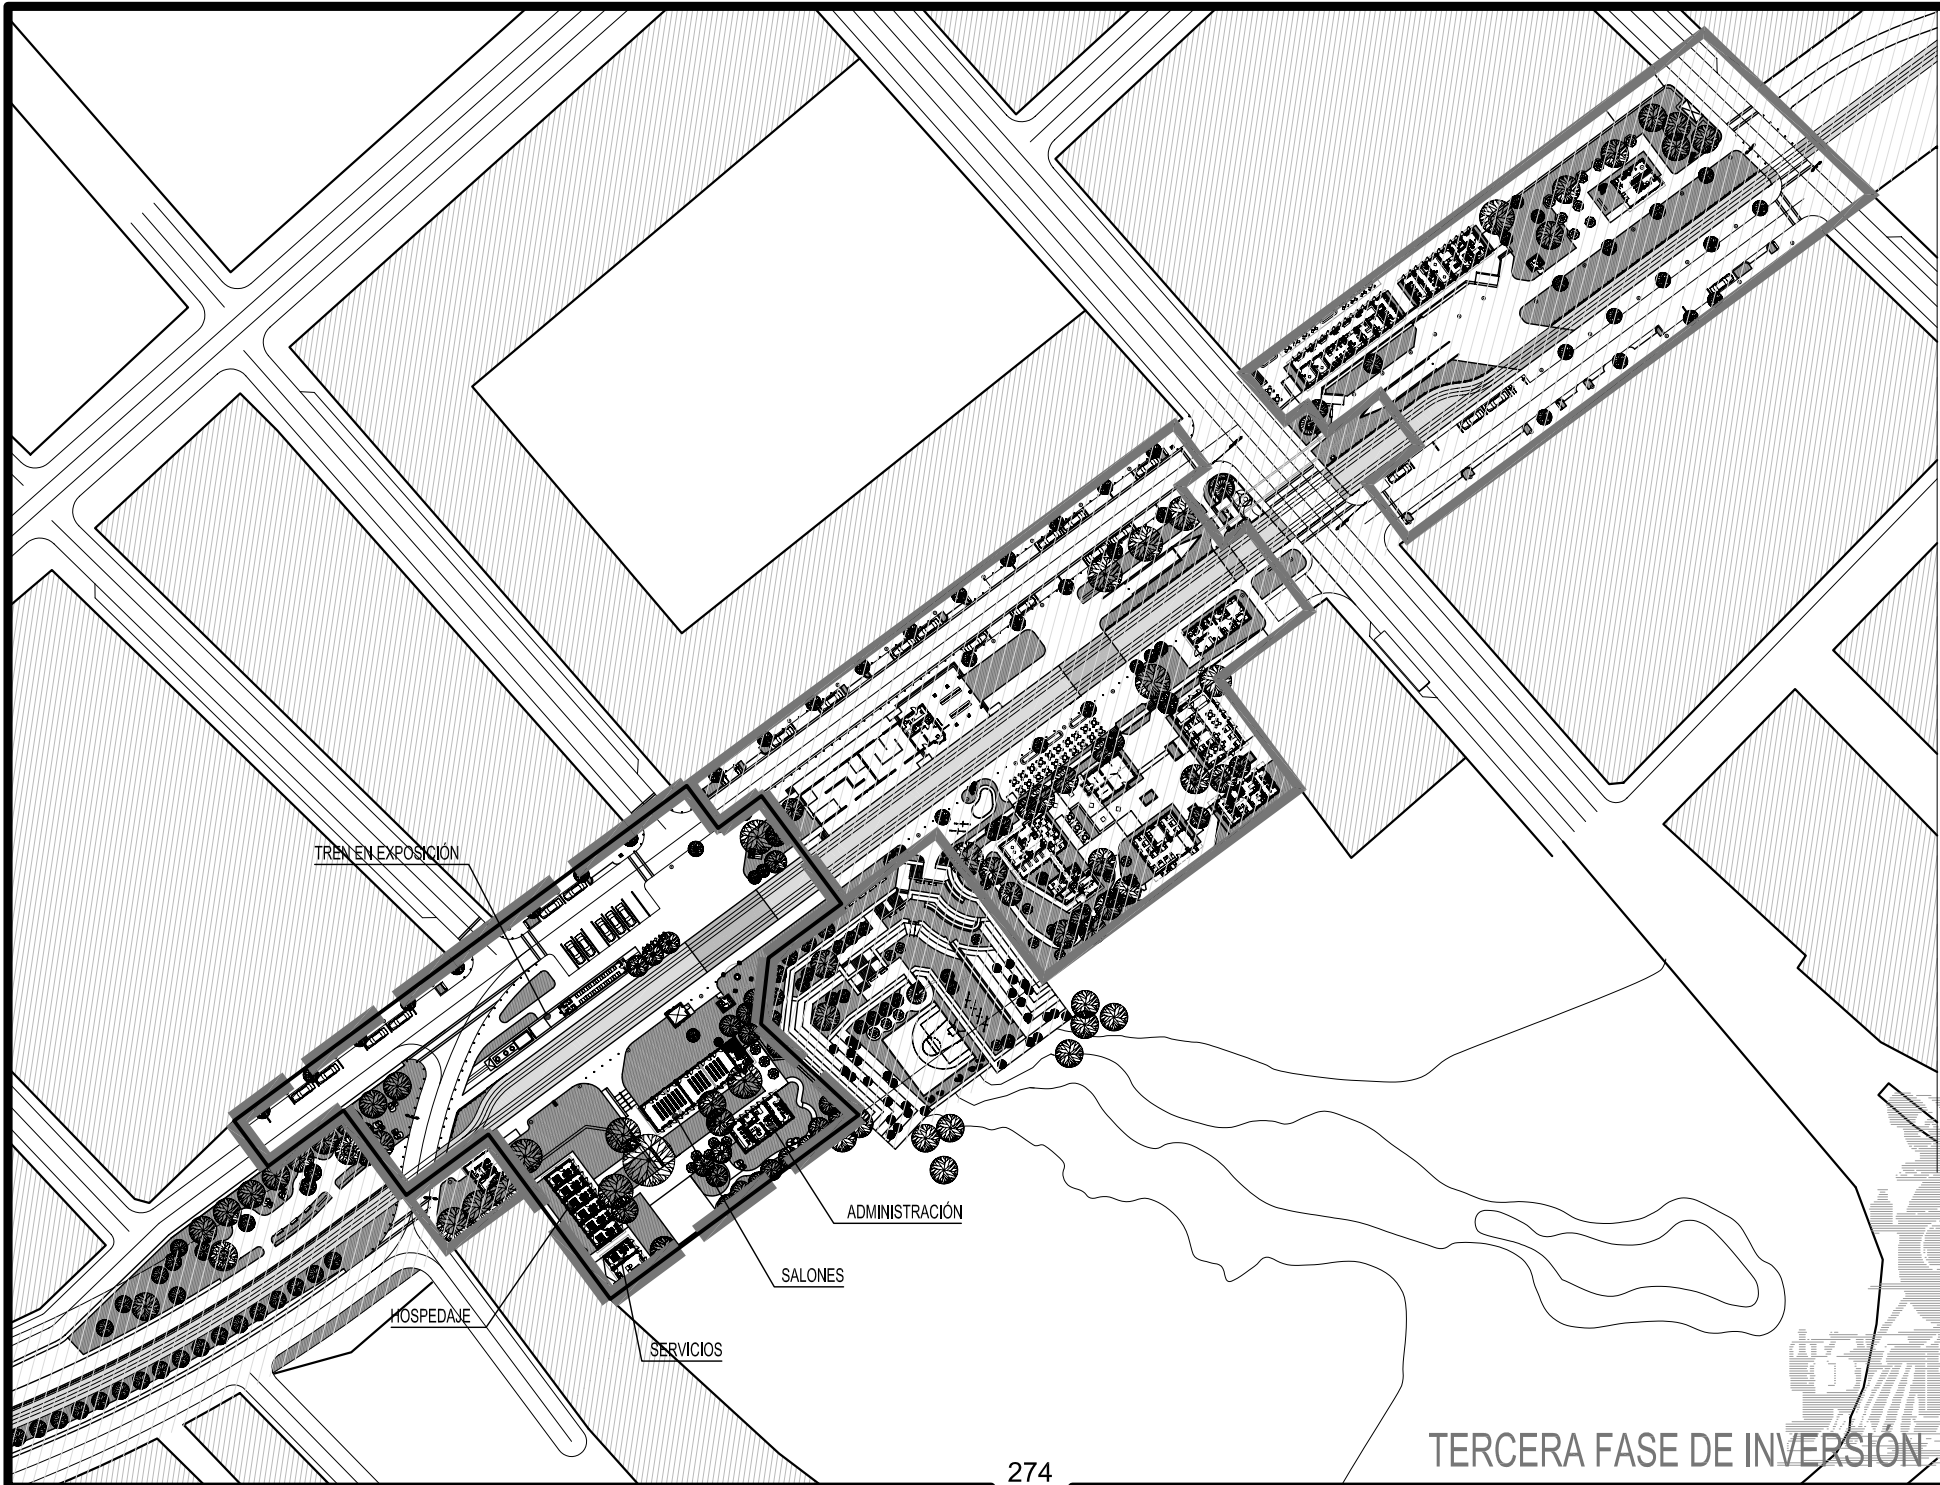 TREN EN EXPOSICIÓN
ADMINISTRACIÓN
SALONES
HOSPEDAJE
SERVICIOS
TERCERA FASE DE INVERSIÓN
274